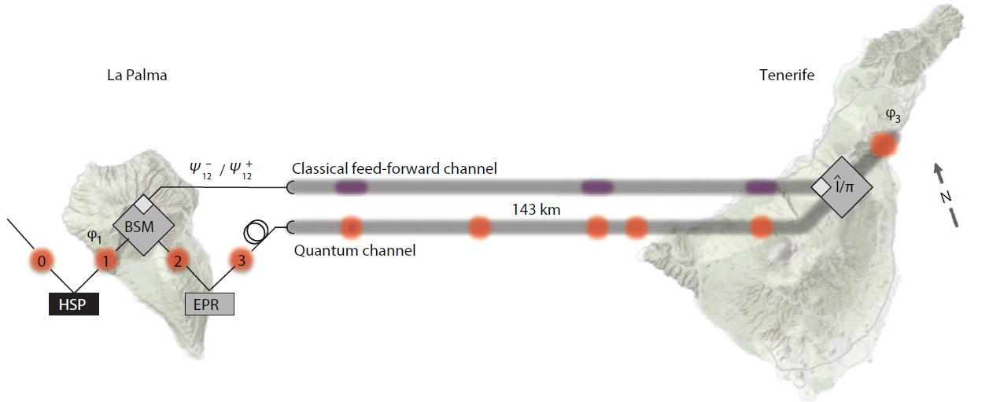 La Palma
Tenerife
φ3
Ψ12− / Ψ12+
Classical feed-forward channel
Î/π
143 km
N
BSM
φ1
Quantum channel
0
1
2
3
HSP
EPR